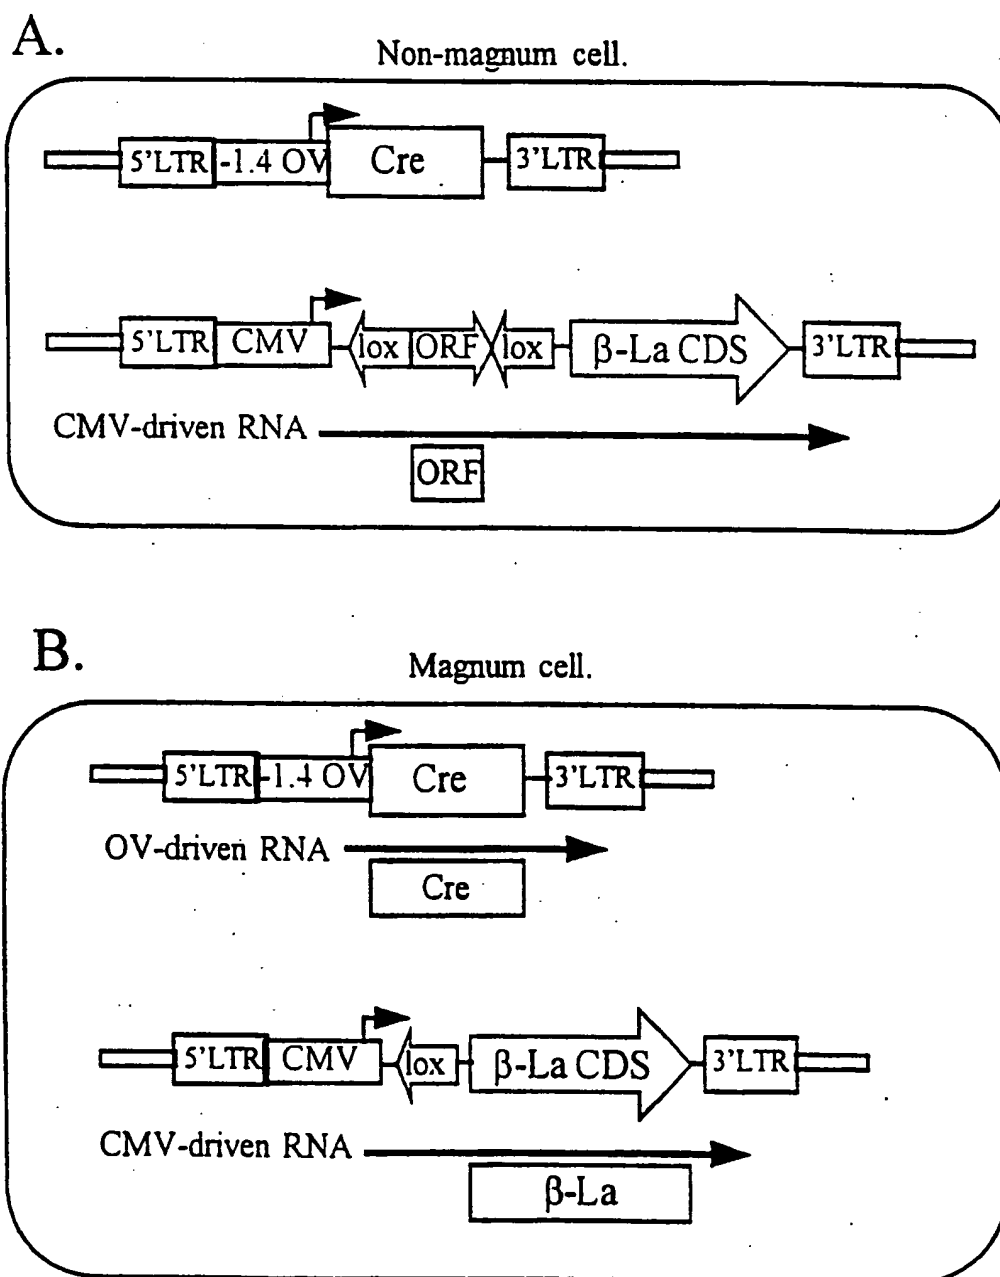 A.
Non-magnum cell.
5'LTR -1.4 OV Cre 3'LTR
5'LTR CMV lox ORF lox β-La CDS 3'LTR
CMV-driven RNA
ORF
B.
Magnum cell.
5'LTR -1.4 OV Cre 3'LTR
OV-driven RNA
Cre
5'LTR CMV lox β-La CDS 3'LTR
CMV-driven RNA
β-La